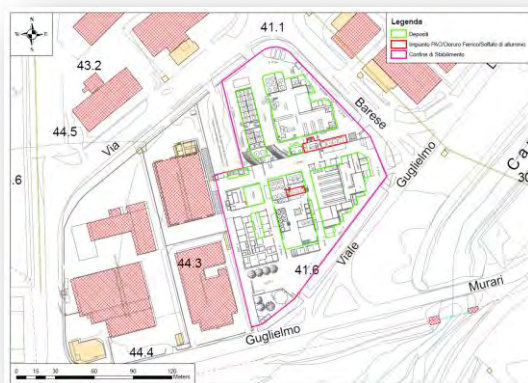 N
Legenda
Depositi
Impianto PAC/Cloruro Ferrico/Solfato di alluminio
Confine di Stabilimento
41.1
43.2
Barese
44.5
Via
Guglielmo
.6
30
44.3
41.6
Viale
Murari
44.4
Guglielmo
0 15 30 60 90 120
Meters